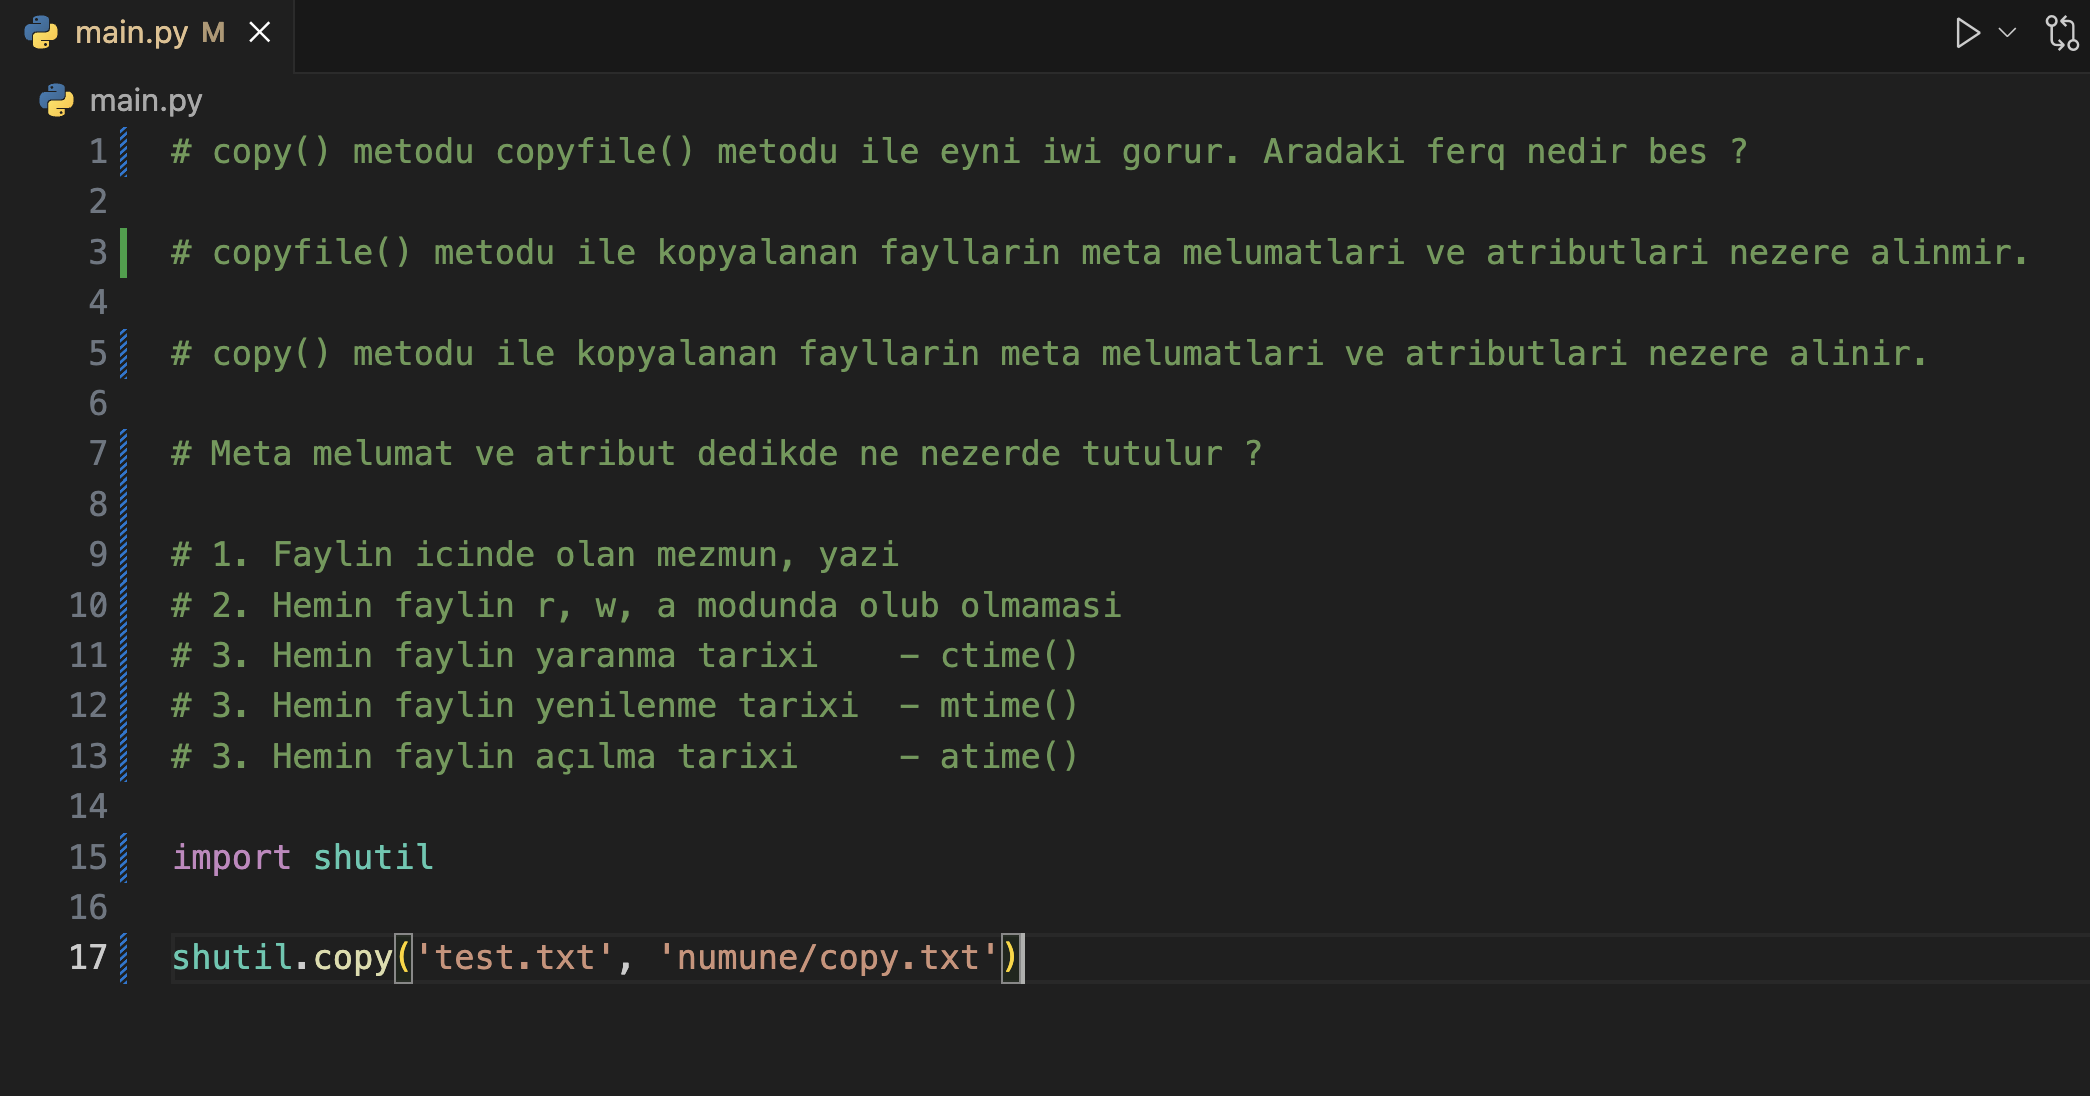 main.py M
main.py
1 # copy() metodu copyfile() metodu ile eyni iwi gorur. Aradaki ferq nedir bes ?
2
3 # copyfile() metodu ile kopyalanan fayllarin meta melumatlari ve atributlari nezere alinmir.
4
5 # copy() metodu ile kopyalanan fayllarin meta melumatlari ve atributlari nezere alinir.
6
7 # Meta melumat ve atribut dedikde ne nezerde tutulur ?
8
9 # 1. Faylin icinde olan mezmun, yazi
10 # 2. Hemin faylin r, w, a modunda olub olmamasi
11 # 3. Hemin faylin yaranma tarixi    - ctime()
12 # 3. Hemin faylin yenilenme tarixi  - mtime()
13 # 3. Hemin faylin açılma tarixi     - atime()
14
15 import shutil
16
17 shutil.copy('test.txt', 'numune/copy.txt')